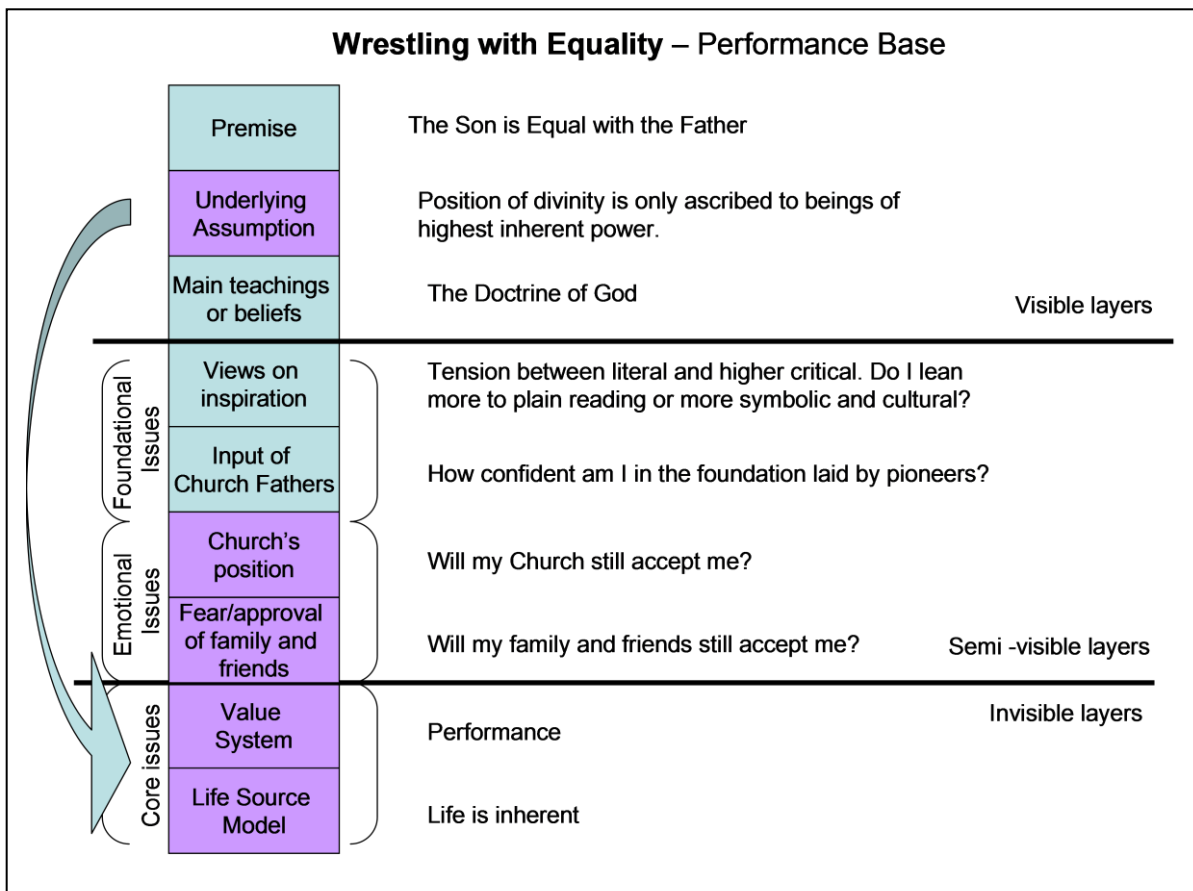 Wrestling with Equality – Performance Base
Premise
The Son is Equal with the Father
Underlying
Assumption
Position of divinity is only ascribed to beings of
highest inherent power.
Main teachings
or beliefs
The Doctrine of God
Visible layers
Foundational
Issues
Views on
inspiration
Tension between literal and higher critical. Do I lean
more to plain reading or more symbolic and cultural?
Input of
Church Fathers
How confident am I in the foundation laid by pioneers?
Emotional
Issues
Church's
position
Will my Church still accept me?
Fear/approval
of family and
friends
Will my family and friends still accept me?
Semi -visible layers
Invisible layers
Core issues
Value
System
Performance
Life Source
Model
Life is inherent